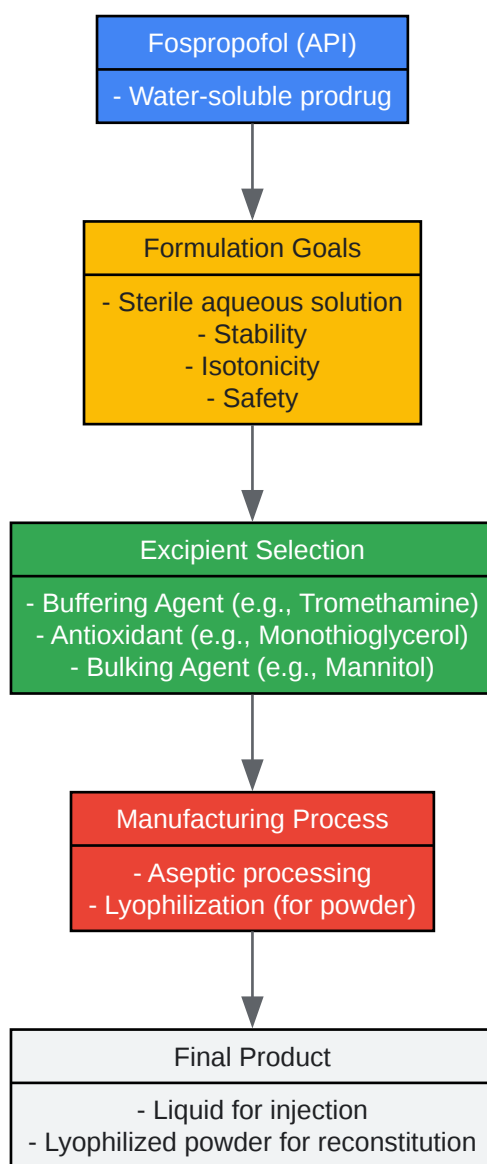 Fospropofol (API)
- Water-soluble prodrug
Formulation Goals
- Sterile aqueous solution
- Stability
- Isotonicity
- Safety
Excipient Selection
- Buffering Agent (e.g., Tromethamine)
- Antioxidant (e.g., Monothioglycerol)
- Bulking Agent (e.g., Mannitol)
Manufacturing Process
- Aseptic processing
- Lyophilization (for powder)
Final Product
- Liquid for injection
- Lyophilized powder for reconstitution